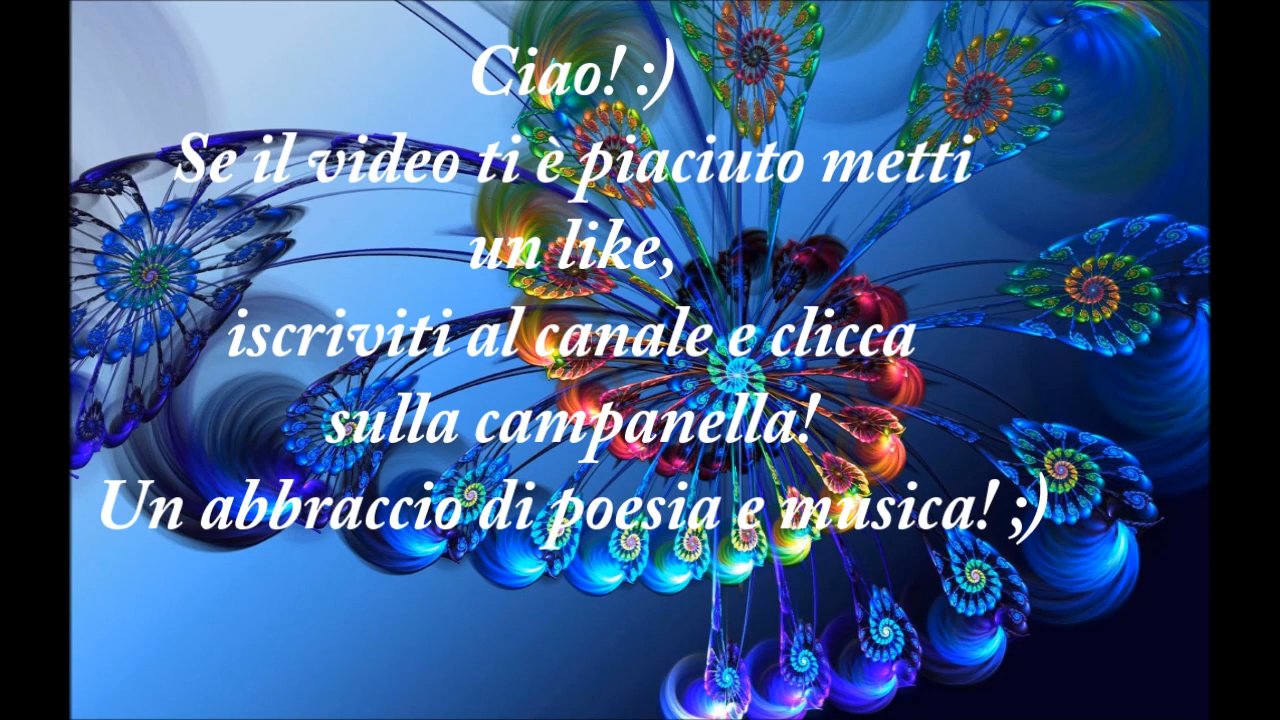 Ciao! :)
Se il video ti è piaciuto metti
un like,
iscriviti al canale e clicca
sulla campanella!
Un abbraccio di poesia e musica! ;)